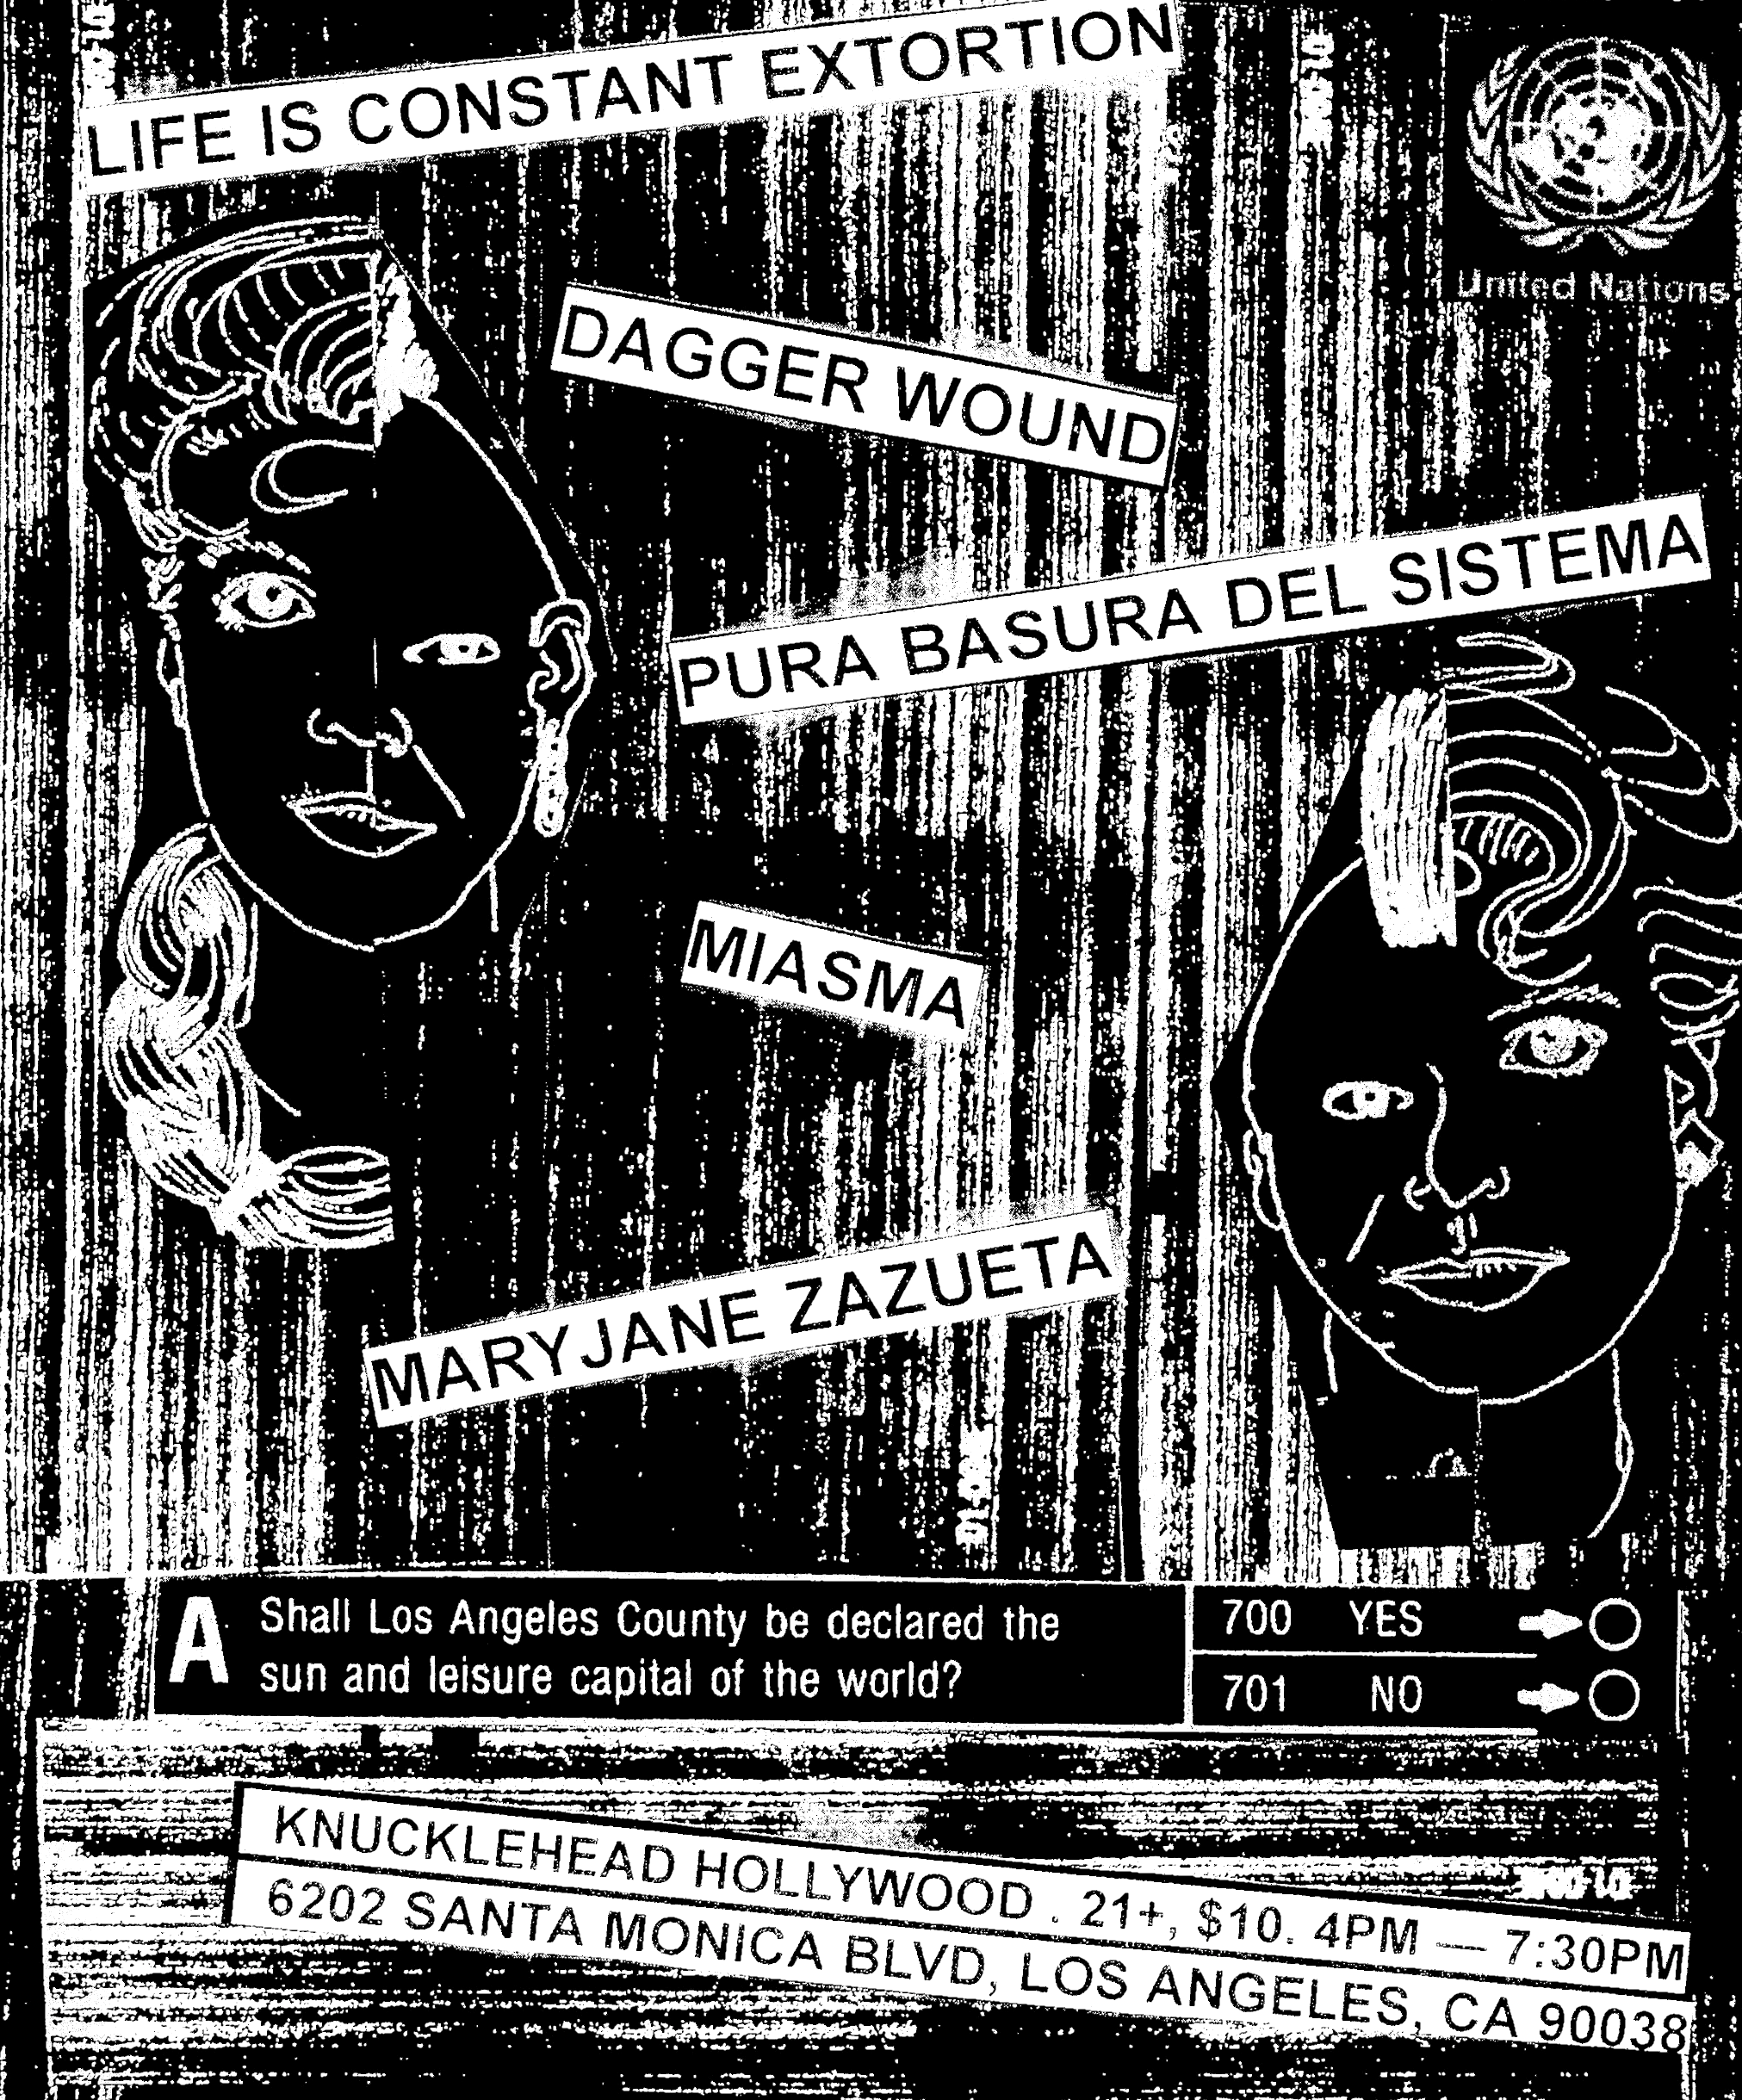 LIFE IS CONSTANT EXTORTION
United Nations
DAGGER WOUND
PURA BASURA DEL SISTEMA
MIASMA
MARYJANE ZAZUETA
A Shall Los Angeles County be declared the
sun and leisure capital of the world?
700 YES
701 NO
KNUCKLEHEAD HOLLYWOOD . 21+, $10. 4PM — 7:30PM
6202 SANTA MONICA BLVD, LOS ANGELES, CA 90038